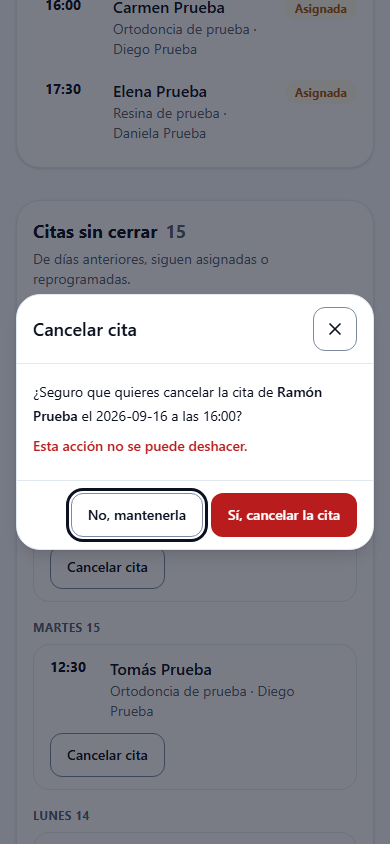 16:00
Carmen Prueba
Asignada
Ortodoncia de prueba ·
Diego Prueba
17:30
Elena Prueba
Asignada
Resina de prueba ·
Daniela Prueba
Citas sin cerrar 15
De días anteriores, siguen asignadas o
reprogramadas.
Cancelar cita
¿Seguro que quieres cancelar la cita de Ramón
Prueba el 2026-09-16 a las 16:00?
Esta acción no se puede deshacer.
No, mantenerla
Sí, cancelar la cita
Cancelar cita
MARTES 15
12:30
Tomás Prueba
Ortodoncia de prueba · Diego
Prueba
Cancelar cita
LUNES 14